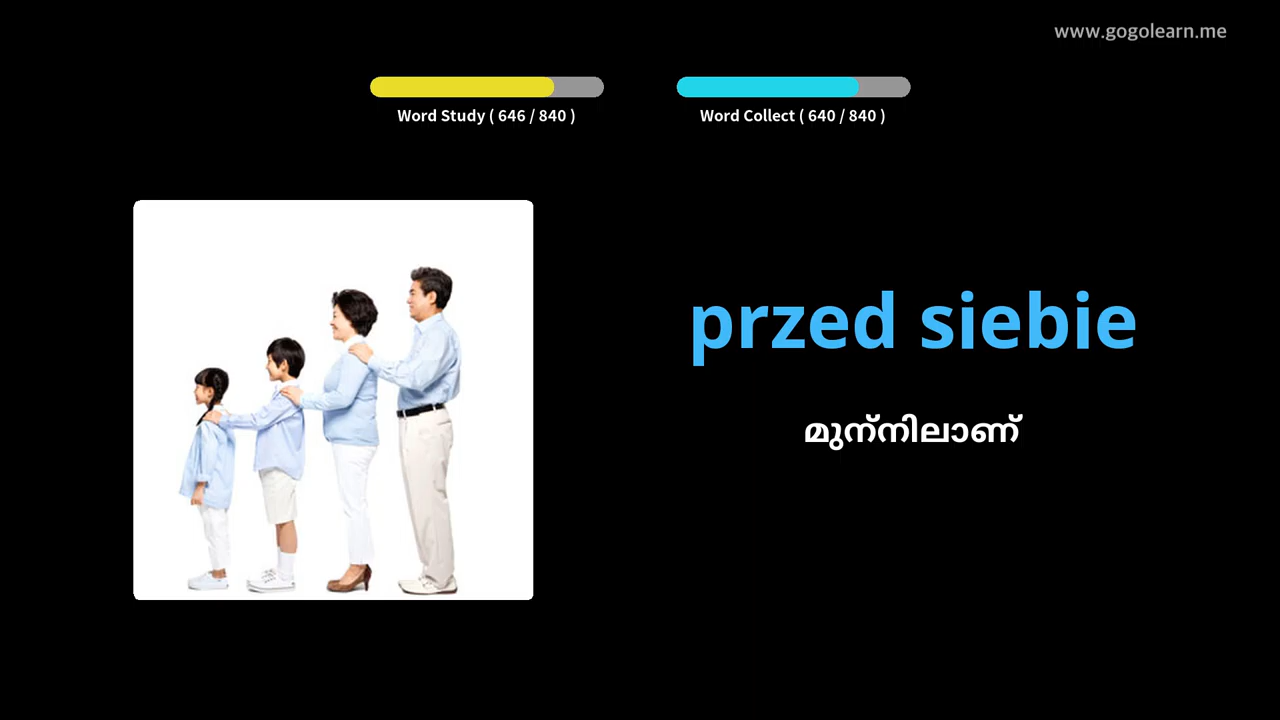 www.gogolearn.me
Word Study ( 646 / 840 )
Word Collect ( 640 / 840 )
przed siebie
മുന്നിലാണ്